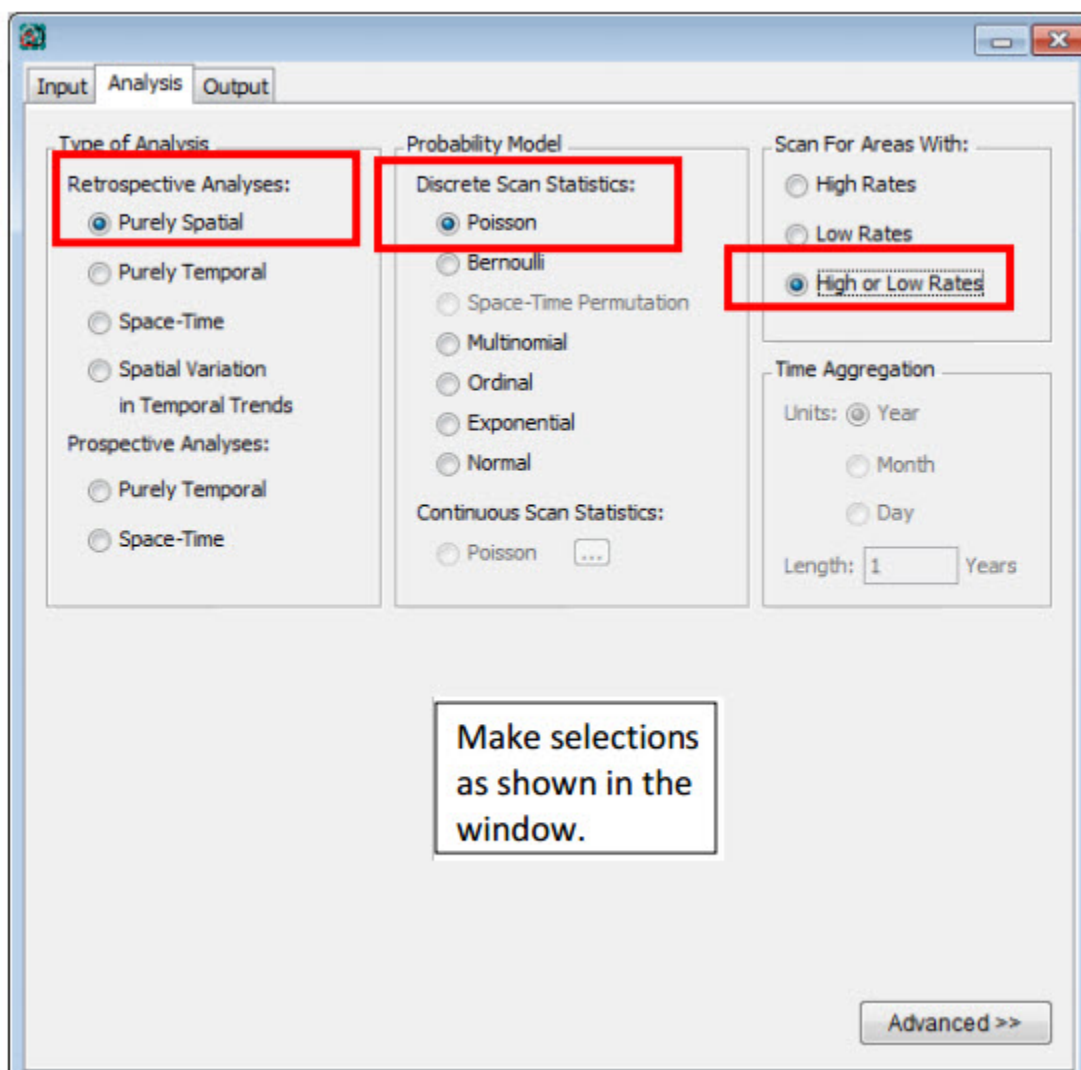 Input Analysis Output
Type of Analysis
Retrospective Analyses:
Purely Spatial
Purely Temporal
Space-Time
Spatial Variation
in Temporal Trends
Prospective Analyses:
Purely Temporal
Space-Time
Probability Model
Discrete Scan Statistics:
Poisson
Bernoulli
Space-Time Permutation
Multinomial
Ordinal
Exponential
Normal
Continuous Scan Statistics:
Poisson ...
Scan For Areas With:
High Rates
Low Rates
High or Low Rates
Time Aggregation
Units: Year
Month
Day
Length: 1 Years
Make selections
as shown in the
window.
Advanced >>